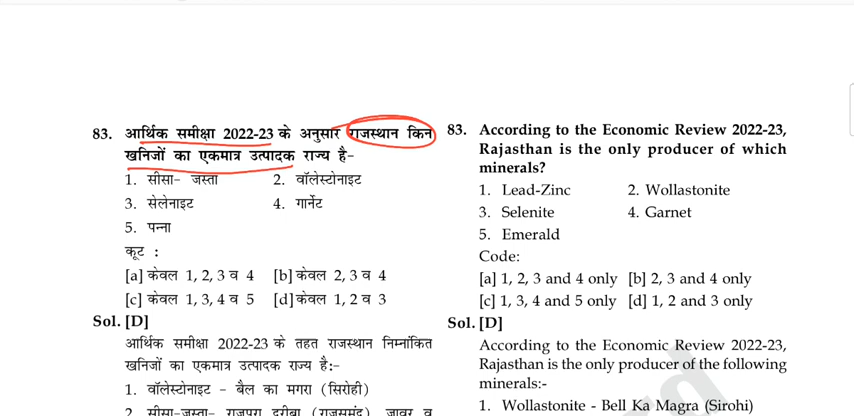 83. आर्थिक समीक्षा 2022-23 के अनुसार राजस्थान किन
खनिजों का एकमात्र उत्पादक राज्य है-
1. सीसा- जस्ता 2. वॉलेस्टोनाइट
3. सेलेनाइट 4. गार्नेट
5. पन्ना
कूट :
[a] केवल 1, 2, 3 व 4 [b] केवल 2, 3 व 4
[c] केवल 1, 3, 4 व 5 [d] केवल 1, 2 व 3
Sol. [D]
आर्थिक समीक्षा 2022-23 के तहत राजस्थान निम्नांकित
खनिजों का एकमात्र उत्पादक राज्य है:-
1. वॉलेस्टोनाइट - बैल का मगरा (सिरोही)
2. सीसा-जस्ता- राजपुरा दरीबा (राजसमंद), जावर व
83. According to the Economic Review 2022-23,
Rajasthan is the only producer of which
minerals?
1. Lead-Zinc 2. Wollastonite
3. Selenite 4. Garnet
5. Emerald
Code:
[a] 1, 2, 3 and 4 only [b] 2, 3 and 4 only
[c] 1, 3, 4 and 5 only [d] 1, 2 and 3 only
Sol. [D]
According to the Economic Review 2022-23,
Rajasthan is the only producer of the following
minerals:-
1. Wollastonite - Bell Ka Magra (Sirohi)